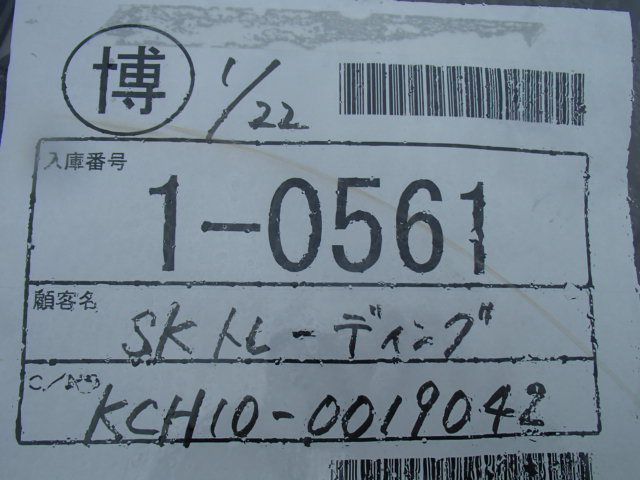 博 1/22
入庫番号
1-0561
顧客名
SKトレーディング
C/NO
KCH10-0019042